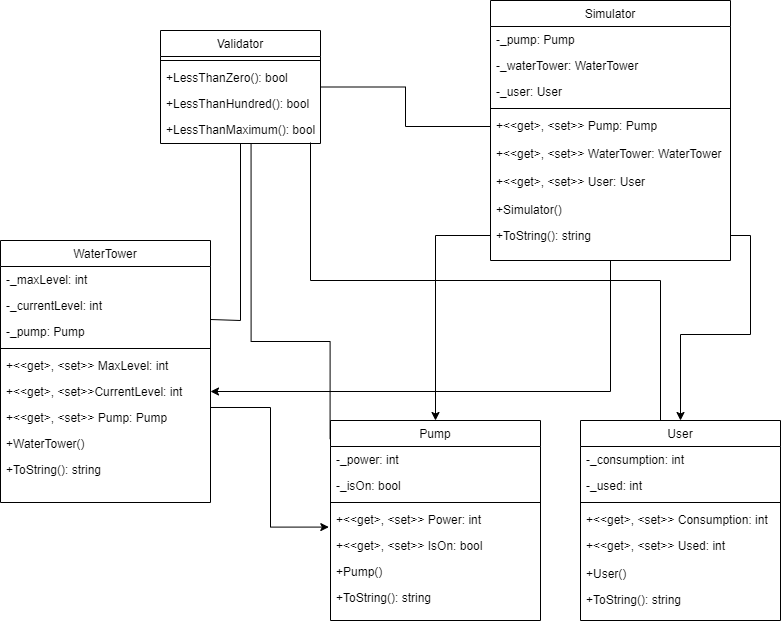 Simulator
-_pump: Pump
-_waterTower: WaterTower
-_user: User
+<<get>, <set>> Pump: Pump
+<<get>, <set>> WaterTower: WaterTower
+<<get>, <set>> User: User
+Simulator()
+ToString(): string
Validator
+LessThanZero(): bool
+LessThanHundred(): bool
+LessThanMaximum(): bool
WaterTower
-_maxLevel: int
-_currentLevel: int
-_pump: Pump
+<<get>, <set>> MaxLevel: int
+<<get>, <set>>CurrentLevel: int
+<<get>, <set>> Pump: Pump
+WaterTower()
+ToString(): string
Pump
-_power: int
-_isOn: bool
+<<get>, <set>> Power: int
+<<get>, <set>> IsOn: bool
+Pump()
+ToString(): string
User
-_consumption: int
-_used: int
+<<get>, <set>> Consumption: int
+<<get>, <set>> Used: int
+User()
+ToString(): string